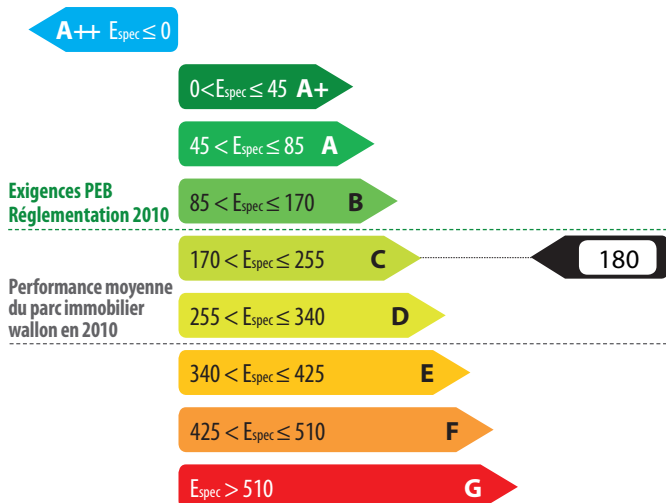 A++ Espec ≤ 0
0<Espec ≤ 45 A+
45 < Espec ≤ 85 A
Exigences PEB
Réglementation 2010
85 < Espec ≤ 170 B
170 < Espec ≤ 255 C
180
Performance moyenne
du parc immobilier
wallon en 2010
255 < Espec ≤ 340 D
340 < Espec ≤ 425 E
425 < Espec ≤ 510 F
Espec > 510 G